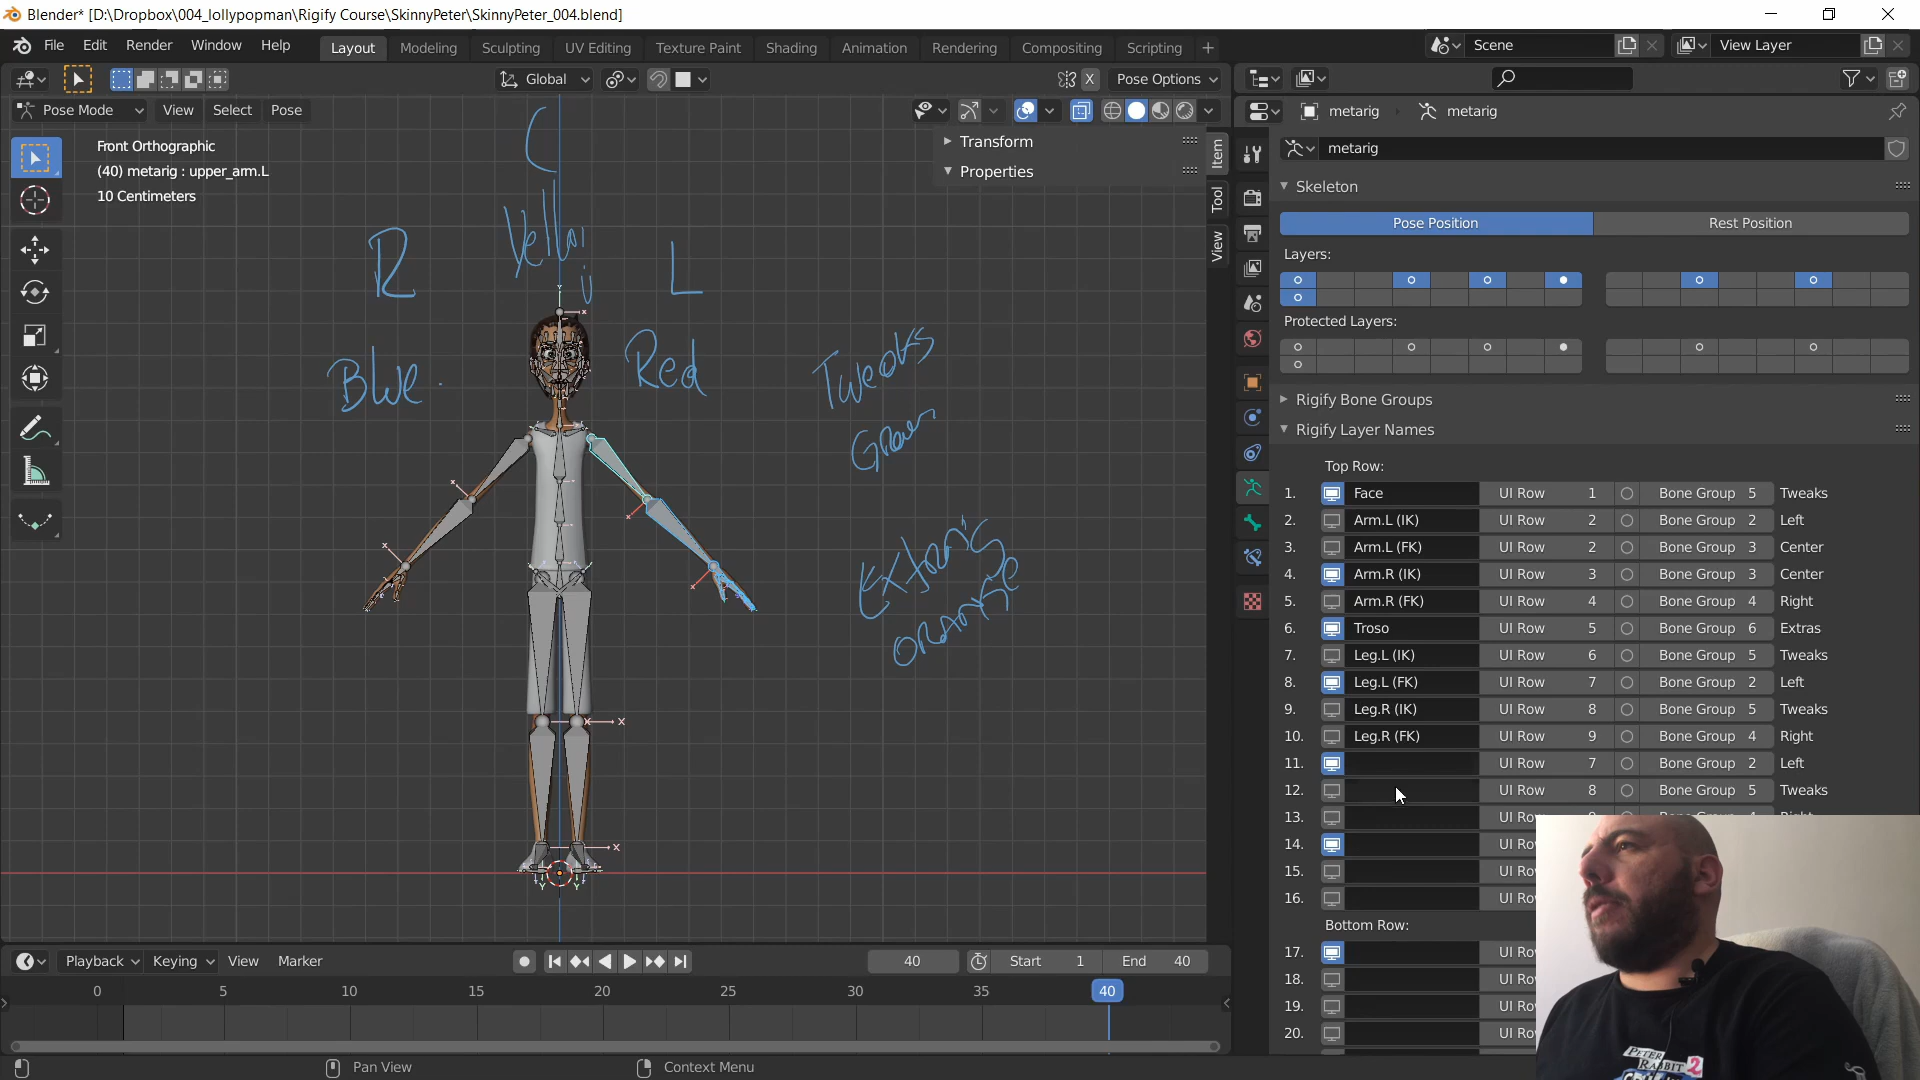 Blender* [D:\Dropbox\004_lollypopman\Rigify Course\SkinnyPeter\SkinnyPeter_004.blend]
File Edit Render Window Help Layout Modeling Sculpting UV Editing Texture Paint Shading Animation Rendering Compositing Scripting + Scene View Layer
Global X Pose Options
Pose Mode View Select Pose
metarig metarig
Front Orthographic
(40) metarig : upper_arm.L
10 Centimeters
Transform
Properties
Item
Tool
View
metarig
Skeleton
Pose Position Rest Position
Layers:
Protected Layers:
Rigify Bone Groups
Rigify Layer Names
Top Row:
1. Face UI Row 1 Bone Group 5 Tweaks
2. Arm.L (IK) UI Row 2 Bone Group 2 Left
3. Arm.L (FK) UI Row 2 Bone Group 3 Center
4. Arm.R (IK) UI Row 3 Bone Group 3 Center
5. Arm.R (FK) UI Row 4 Bone Group 4 Right
6. Troso UI Row 5 Bone Group 6 Extras
7. Leg.L (IK) UI Row 6 Bone Group 5 Tweaks
8. Leg.L (FK) UI Row 7 Bone Group 2 Left
9. Leg.R (IK) UI Row 8 Bone Group 5 Tweaks
10. Leg.R (FK) UI Row 9 Bone Group 4 Right
11. UI Row 7 Bone Group 2 Left
12. UI Row 8 Bone Group 5 Tweaks
13.
14.
15.
16.
Bottom Row:
17.
18.
19.
20.
C
R L
Blue Red
Tweaks
ORANGE
x x
Playback Keying View Marker 40 Start 1 End 40
0 5 10 15 20 25 30 35 40
Pan View Context Menu
PETER
RABBIT 2